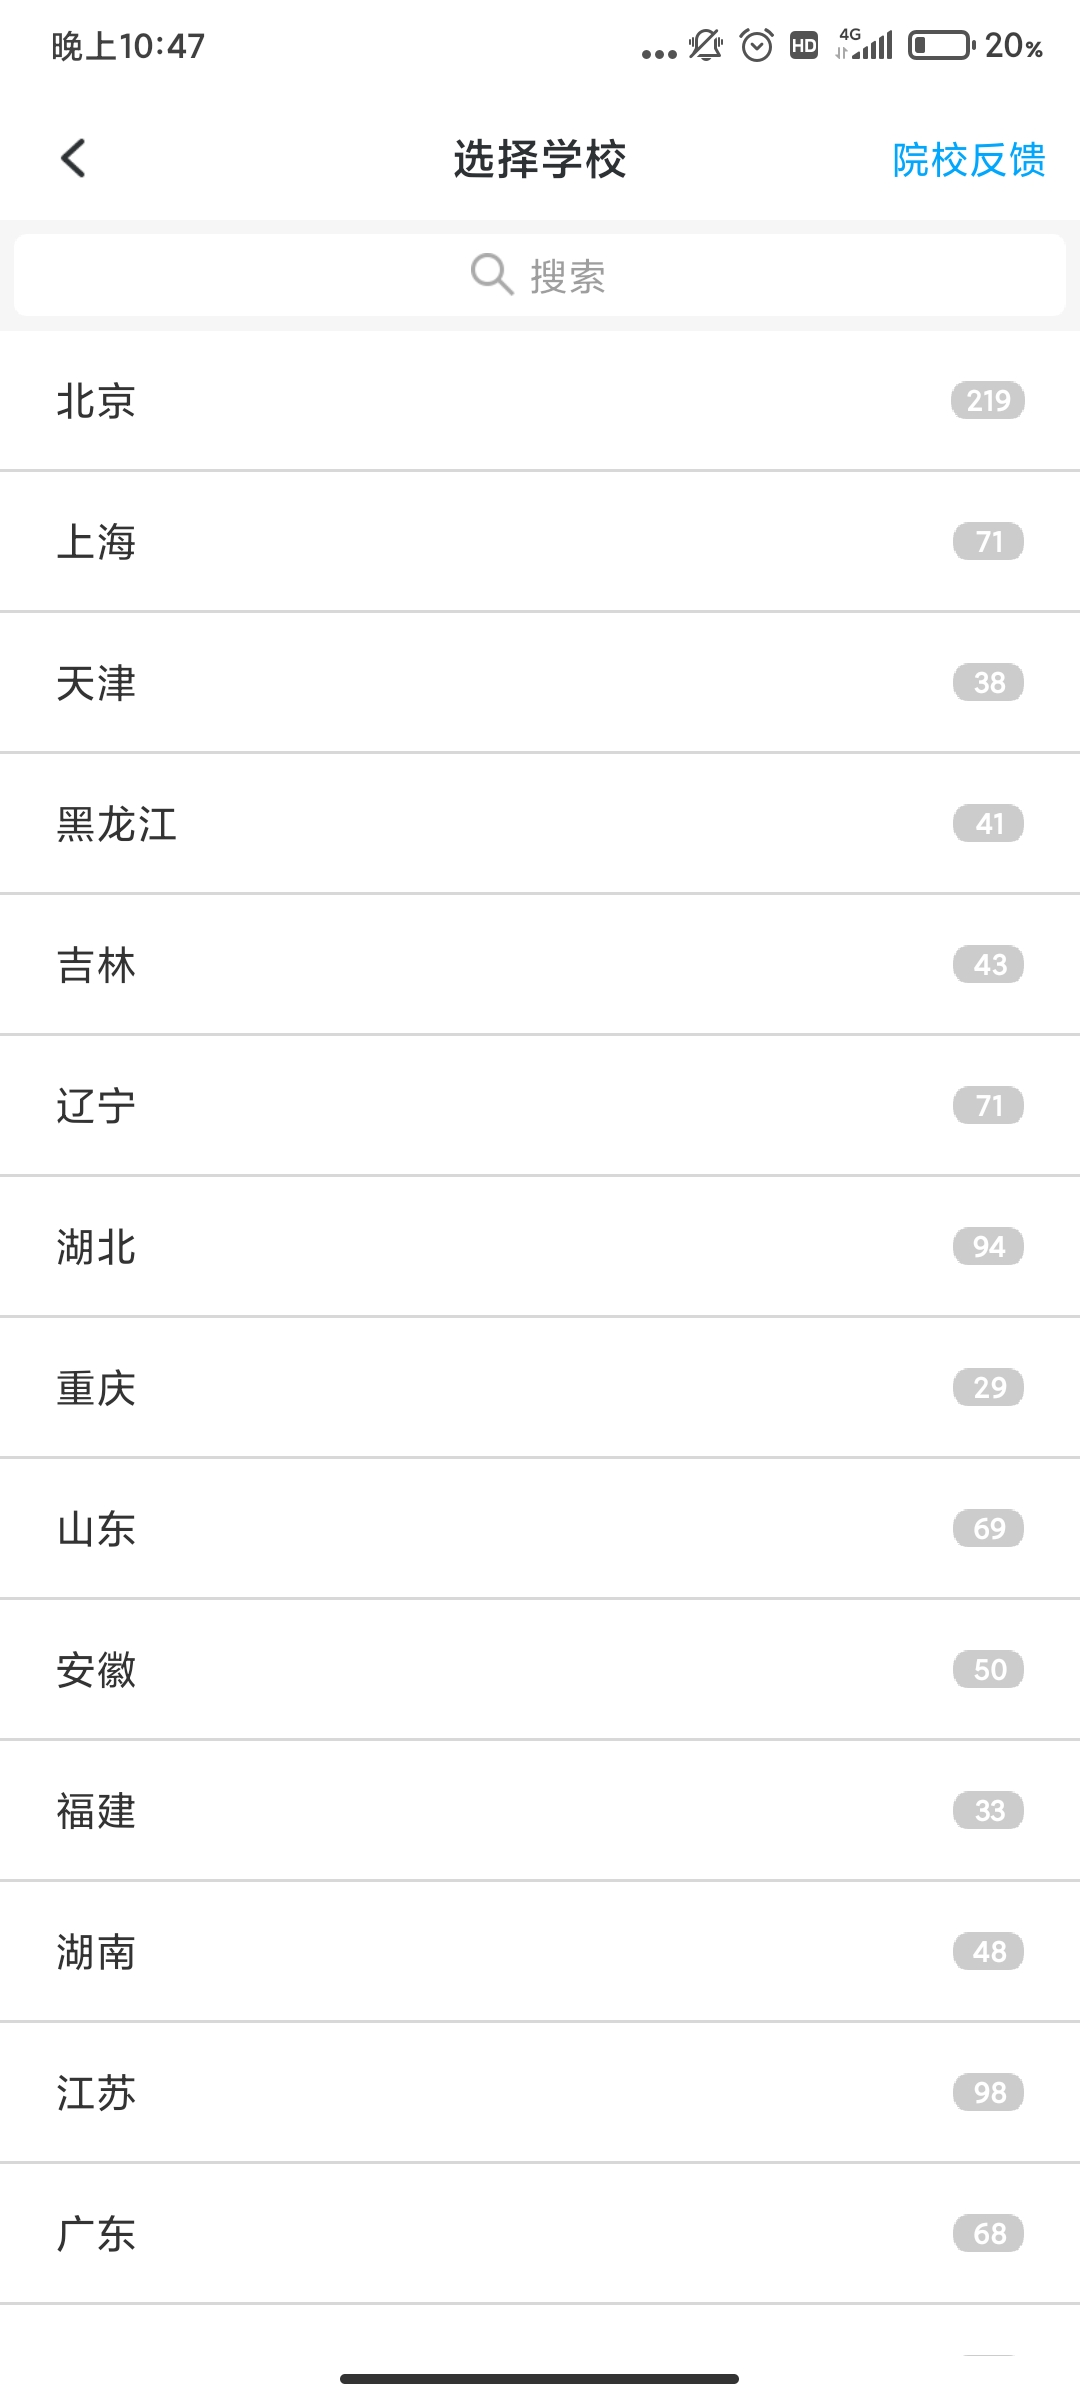 晚上10:47
HD
4G
20%
选择学校
院校反馈
搜索
北京 219
上海 71
天津 38
黑龙江 41
吉林 43
辽宁 71
湖北 94
重庆 29
山东 69
安徽 50
福建 33
湖南 48
江苏 98
广东 68